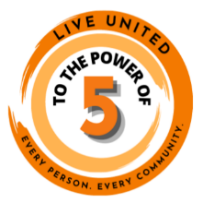 LIVE UNITED
TO THE POWER OF
5
EVERY PERSON. EVERY COMMUNITY.